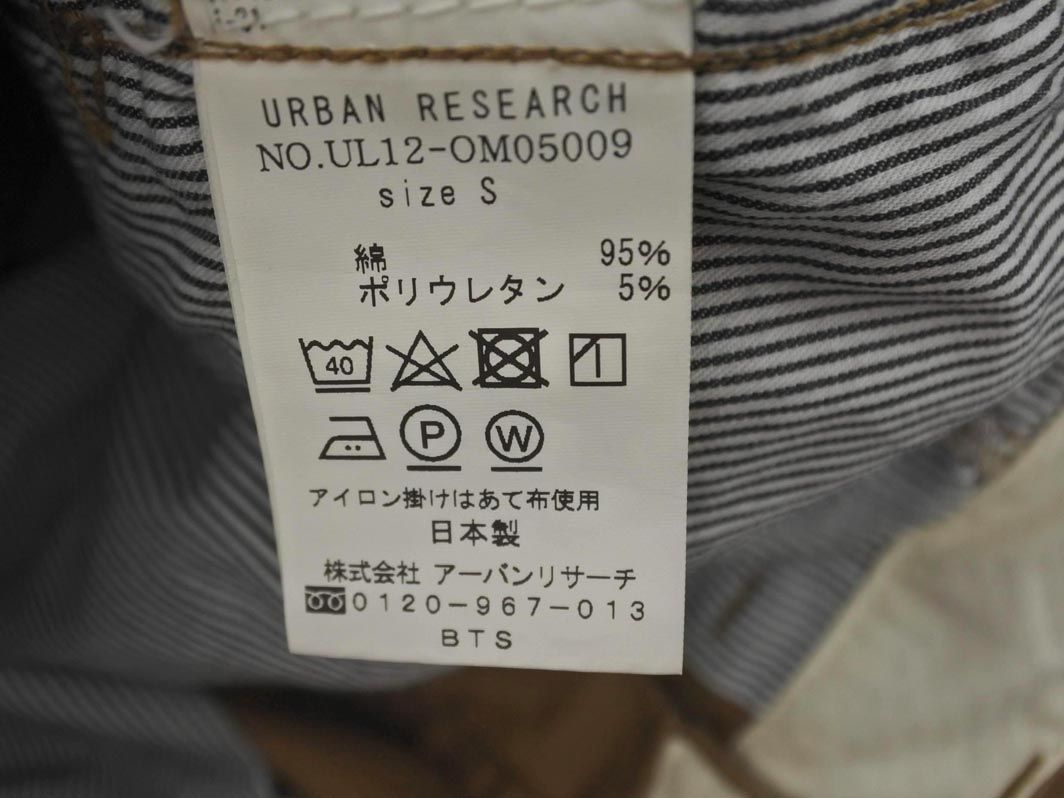 URBAN RESEARCH
NO.UL12-OM05009
size S
綿 95%
ポリウレタン 5%
40
P W
アイロン掛けはあて布使用
日本製
株式会社 アーバンリサーチ
0120-967-013
BTS